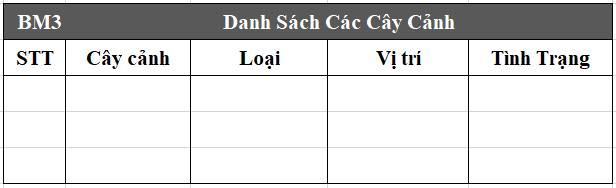 BM3 Danh Sách Các Cây Cảnh
STT Cây cảnh Loại Vị trí Tình Trạng